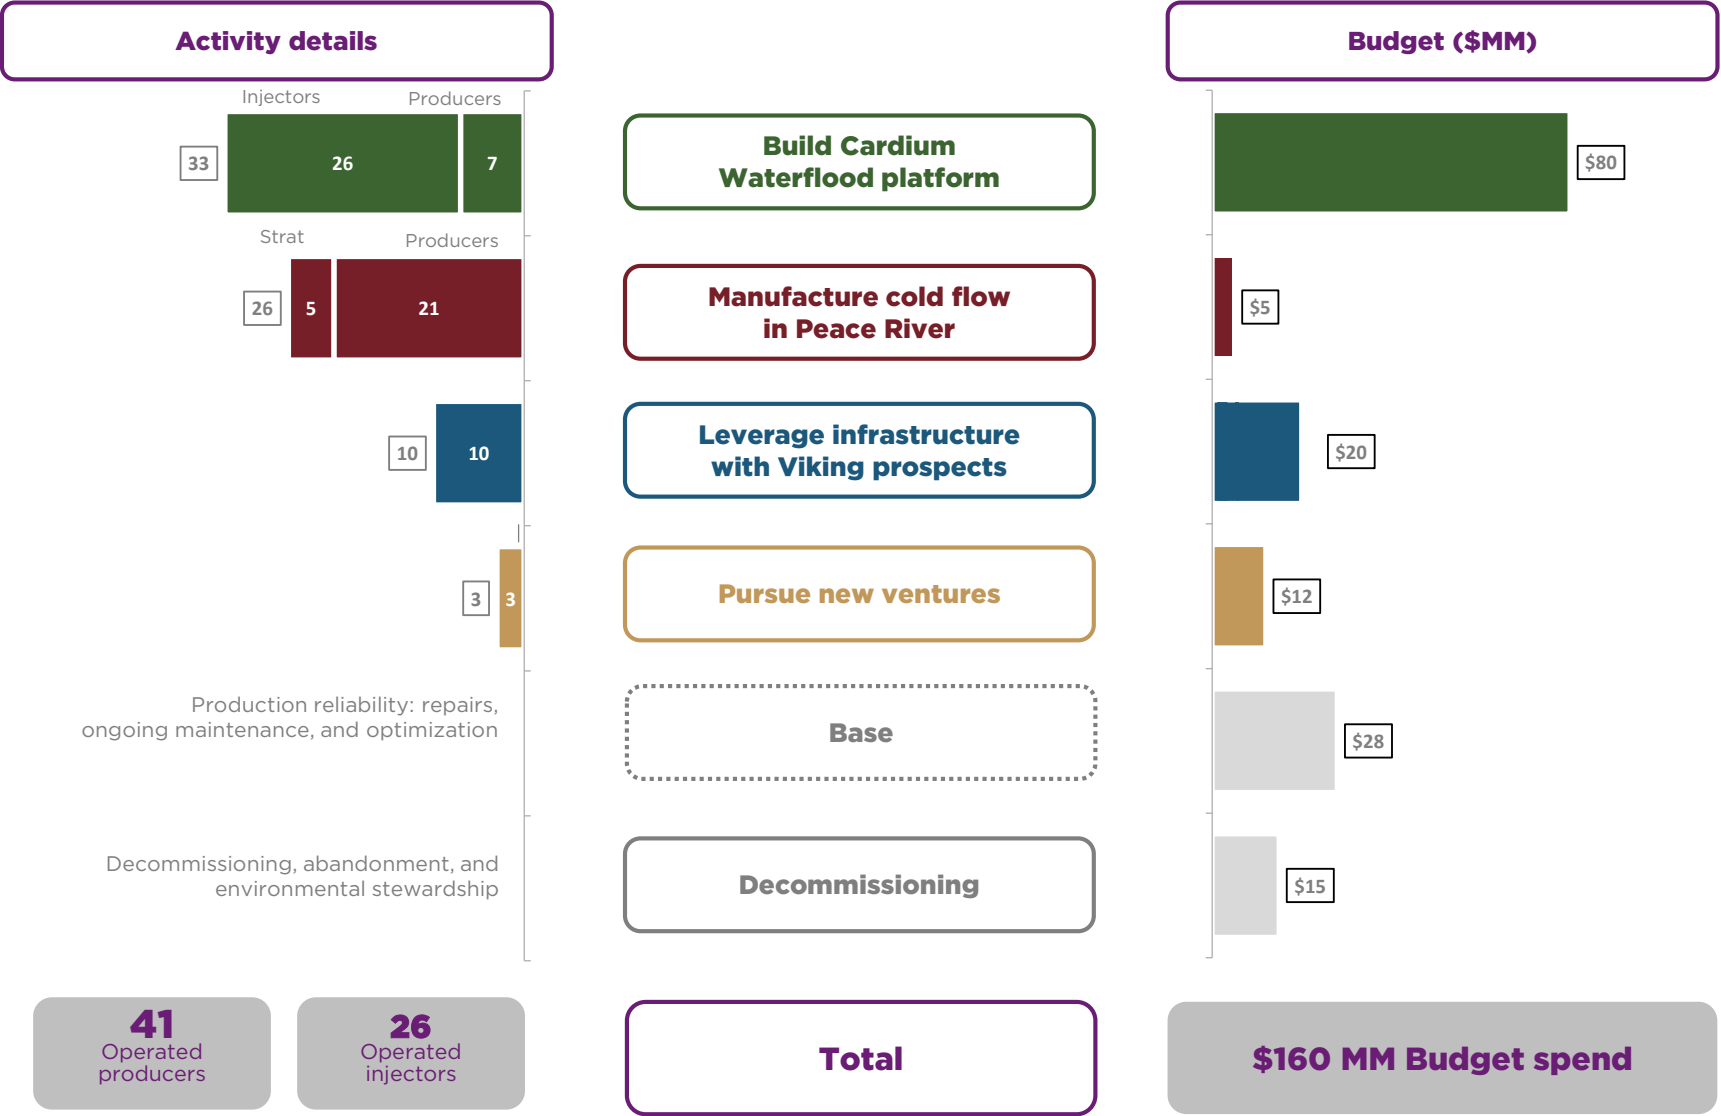 Activity details
Budget ($MM)
Injectors
Producers
33
26
7
Build Cardium
Waterflood platform
$80
Strat
Producers
26
5
21
Manufacture cold flow
in Peace River
$5
10
10
Leverage infrastructure
with Viking prospects
$20
3
3
Pursue new ventures
$12
Production reliability: repairs,
ongoing maintenance, and optimization
Base
$28
Decommissioning, abandonment, and
environmental stewardship
Decommissioning
$15
41
Operated
producers
26
Operated
injectors
Total
$160 MM Budget spend